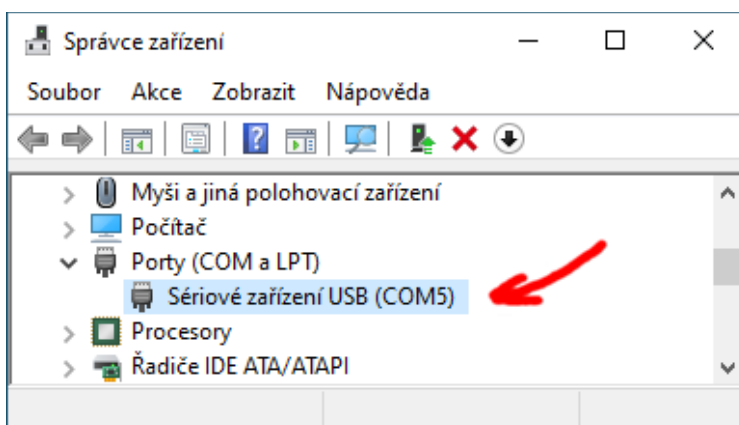 Správce zařízení
Soubor Akce Zobrazit Nápověda
Myši a jiná polohovací zařízení
Počítač
Porty (COM a LPT)
Sériové zařízení USB (COM5)
Procesory
Řadiče IDE ATA/ATAPI